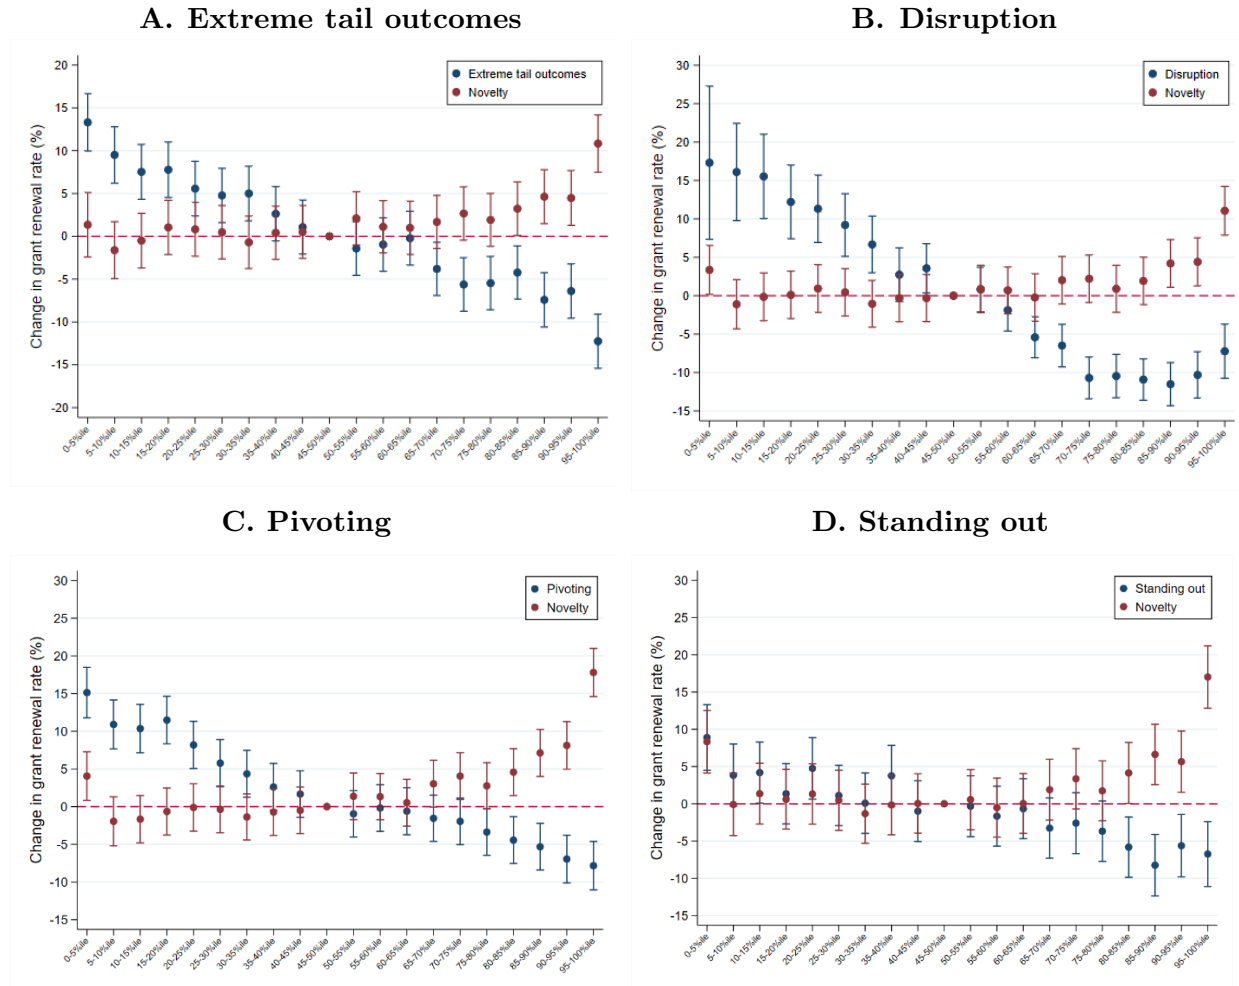 A. Extreme tail outcomes
Change in grant renewal rate (%)
20
15
10
5
0
-5
-10
-15
-20
Extreme tail outcomes
Novelty
0-5%ile
5-10%ile
10-15%ile
15-20%ile
20-25%ile
25-30%ile
30-35%ile
35-40%ile
40-45%ile
45-50%ile
50-55%ile
55-60%ile
60-65%ile
65-70%ile
70-75%ile
75-80%ile
80-85%ile
85-90%ile
90-95%ile
95-100%ile
B. Disruption
Change in grant renewal rate (%)
30
25
20
15
10
5
0
-5
-10
-15
Disruption
Novelty
0-5%ile
5-10%ile
10-15%ile
15-20%ile
20-25%ile
25-30%ile
30-35%ile
35-40%ile
40-45%ile
45-50%ile
50-55%ile
55-60%ile
60-65%ile
65-70%ile
70-75%ile
75-80%ile
80-85%ile
85-90%ile
90-95%ile
95-100%ile
C. Pivoting
Change in grant renewal rate (%)
30
25
20
15
10
5
0
-5
-10
-15
Pivoting
Novelty
0-5%ile
5-10%ile
10-15%ile
15-20%ile
20-25%ile
25-30%ile
30-35%ile
35-40%ile
40-45%ile
45-50%ile
50-55%ile
55-60%ile
60-65%ile
65-70%ile
70-75%ile
75-80%ile
80-85%ile
85-90%ile
90-95%ile
95-100%ile
D. Standing out
Change in grant renewal rate (%)
30
25
20
15
10
5
0
-5
-10
-15
Standing out
Novelty
0-5%ile
5-10%ile
10-15%ile
15-20%ile
20-25%ile
25-30%ile
30-35%ile
35-40%ile
40-45%ile
45-50%ile
50-55%ile
55-60%ile
60-65%ile
65-70%ile
70-75%ile
75-80%ile
80-85%ile
85-90%ile
90-95%ile
95-100%ile